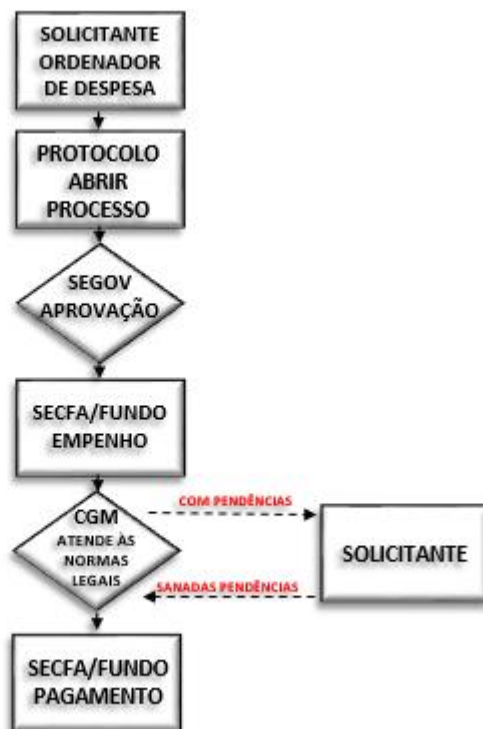 SOLICITANTE
ORDENADOR
DE DESPESA
PROTOCOLO
ABRIR
PROCESSO
SEGOV
APROVAÇÃO
SECFA/FUNDO
EMPENHO
CGM
ATENDE ÀS
NORMAS
LEGAIS
COM PENDÊNCIAS
SOLICITANTE
SANADAS PENDÊNCIAS
SECFA/FUNDO
PAGAMENTO